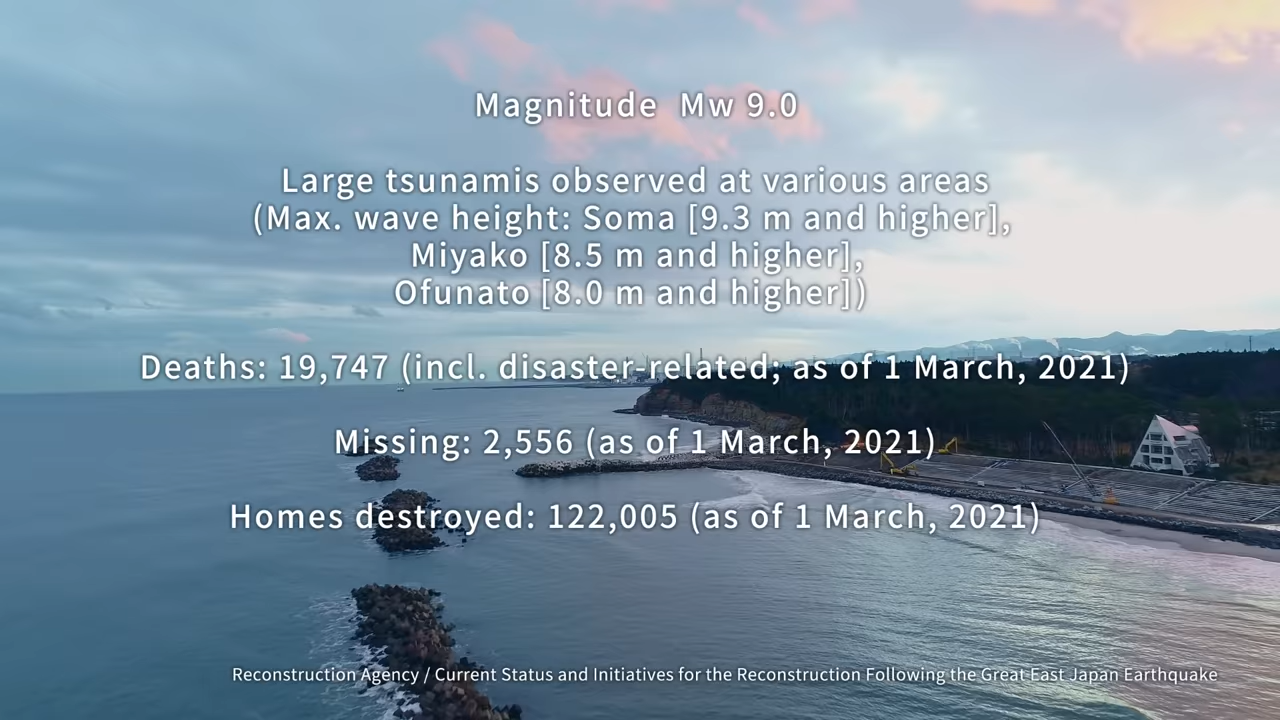 Magnitude Mw 9.0
Large tsunamis observed at various areas
(Max. wave height: Soma [9.3 m and higher],
Miyako [8.5 m and higher],
Ofunato [8.0 m and higher])
Deaths: 19,747 (incl. disaster-related; as of 1 March, 2021)
Missing: 2,556 (as of 1 March, 2021)
Homes destroyed: 122,005 (as of 1 March, 2021)
Reconstruction Agency / Current Status and Initiatives for the Reconstruction Following the Great East Japan Earthquake